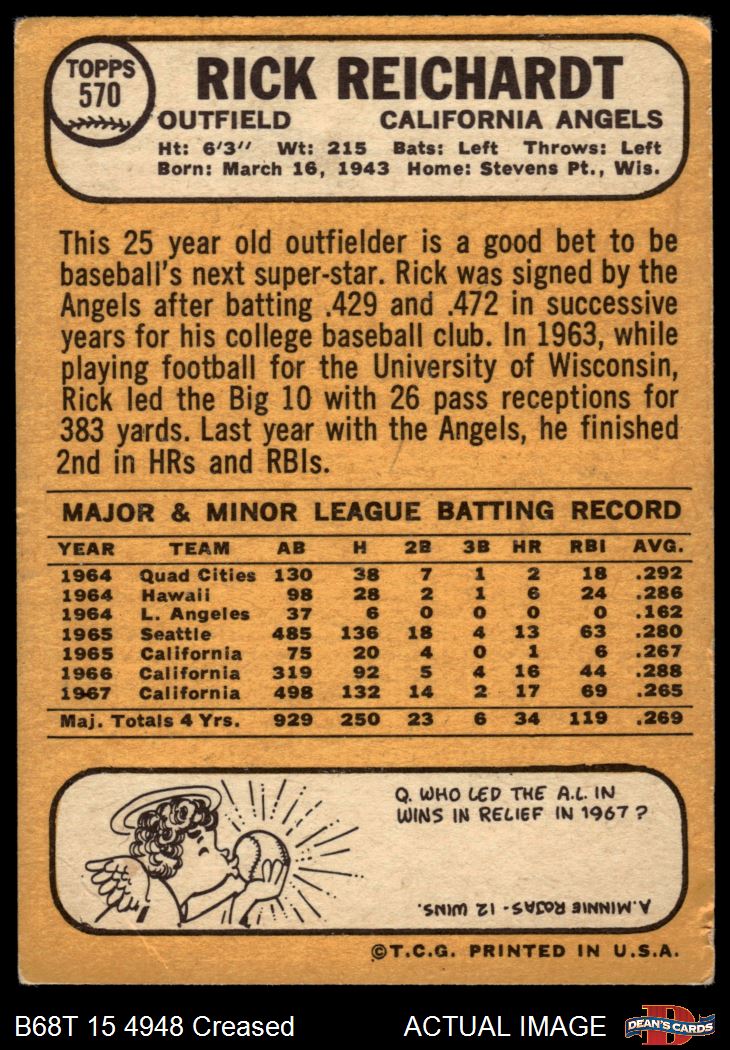 TOPPS
570
RICK REICHARDT
OUTFIELD CALIFORNIA ANGELS
Ht: 6'3" Wt: 215 Bats: Left Throws: Left
Born: March 16, 1943 Home: Stevens Pt., Wis.
This 25 year old outfielder is a good bet to be
baseball's next super-star. Rick was signed by the
Angels after batting .429 and .472 in successive
years for his college baseball club. In 1963, while
playing football for the University of Wisconsin,
Rick led the Big 10 with 26 pass receptions for
383 yards. Last year with the Angels, he finished
2nd in HRs and RBIs.
MAJOR & MINOR LEAGUE BATTING RECORD
YEAR TEAM AB H 2B 3B HR RBI AVG.
1964 Quad Cities 130 38 7 1 2 18 .292
1964 Hawaii 98 28 2 1 6 24 .286
1964 L. Angeles 37 6 0 0 0 0 .162
1965 Seattle 485 136 18 4 13 63 .280
1965 California 75 20 4 0 1 6 .267
1966 California 319 92 5 4 16 44 .288
1967 California 498 132 14 2 17 69 .265
Maj. Totals 4 Yrs. 929 250 23 6 34 119 .269
Q. WHO LED THE A.L. IN
WINS IN RELIEF IN 1967?
A. MINNIE ROJAS - 12 WINS.
©T.C.G. PRINTED IN U.S.A.
B68T 15 4948 Creased ACTUAL IMAGE
D
DEAN'S CARDS